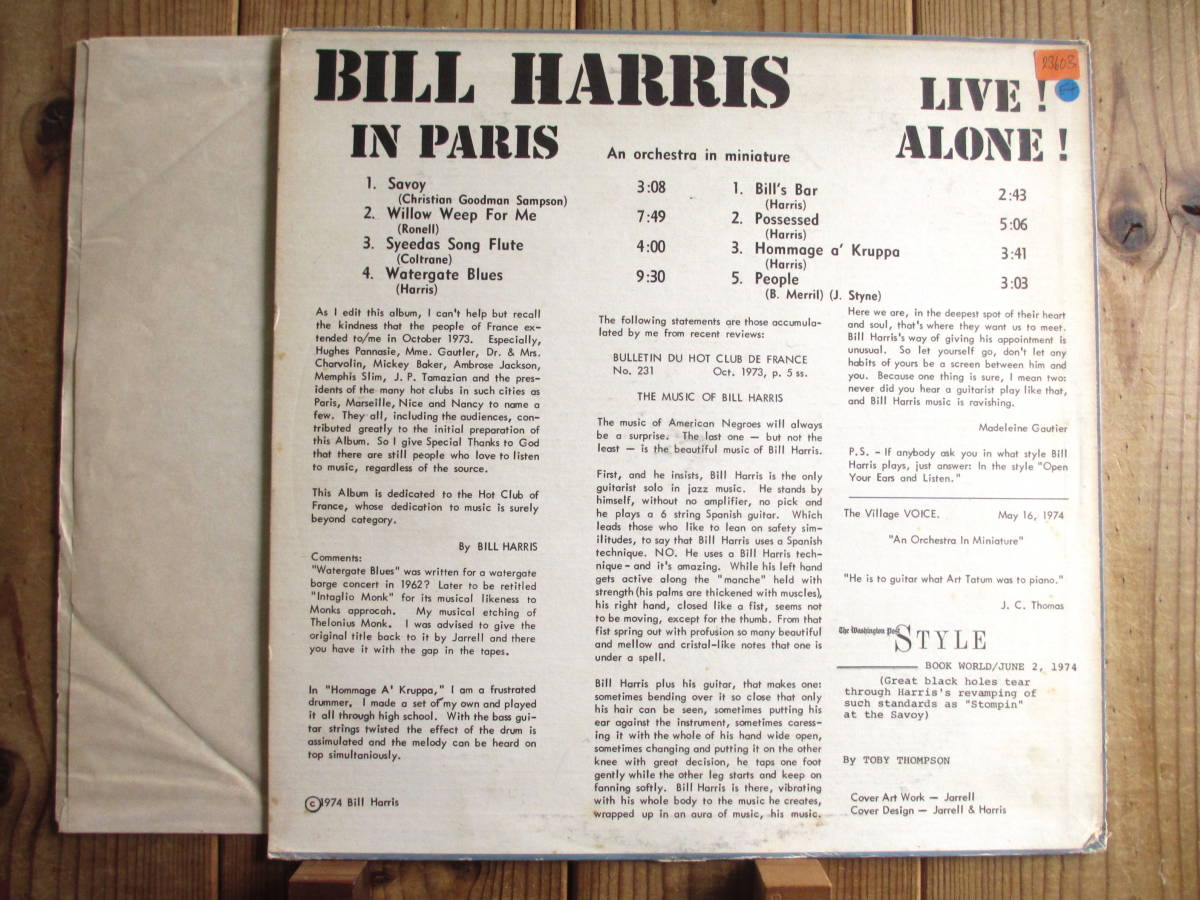 BILL HARRIS
IN PARIS
An orchestra in miniature
LIVE !
ALONE !
23603
1. Savoy 3:08
(Christian Goodman Sampson)
2. Willow Weep For Me 7:49
(Ronell)
3. Syeedas Song Flute 4:00
(Coltrane)
4. Watergate Blues 9:30
(Harris)
1. Bill's Bar 2:43
(Harris)
2. Possessed 5:06
(Harris)
3. Hommage a' Kruppa 3:41
(Harris)
5. People 3:03
(B. Merril) (J. Styne)
As I edit this album, I can't help but recall
the kindness that the people of France ex-
tended to/me in October 1973. Especially,
Hughes Pannasie, Mme. Gautler, Dr. & Mrs.
Charvolin, Mickey Baker, Ambrose Jackson,
Memphis Slim, J. P. Tamazian and the pres-
idents of the many hot clubs in such cities as
Paris, Marseille, Nice and Nancy to name a
few. They all, including the audiences, con-
tributed greatly to the initial preparation of
this Album. So I give Special Thanks to God
that there are still people who love to listen
to music, regardless of the source.
This Album is dedicated to the Hot Club of
France, whose dedication to music is surely
beyond category.
By BILL HARRIS
Comments:
"Watergate Blues" was written for a watergate
barge concert in 1962? Later to be retitled
"Intaglio Monk" for its musical likeness to
Monks approcah. My musical etching of
Thelonius Monk. I was advised to give the
original title back to it by Jarrell and there
you have it with the gap in the tapes.
In "Hommage A' Kruppa," I am a frustrated
drummer. I made a set of my own and played
it all through high school. With the bass gui-
tar strings twisted the effect of the drum is
assimulated and the melody can be heard on
top simultaniously.
©1974 Bill Harris
The following statements are those accumula-
lated by me from recent reviews:
BULLETIN DU HOT CLUB DE FRANCE
No. 231 Oct. 1973, p. 5 ss.
THE MUSIC OF BILL HARRIS
The music of American Negroes will always
be a surprise. The last one — but not the
least — is the beautiful music of Bill Harris.
First, and he insists, Bill Harris is the only
guitarist solo in jazz music. He stands by
himself, without no amplifier, no pick and
he plays a 6 string Spanish guitar. Which
leads those who like to lean on safety sim-
ilitudes, to say that Bill Harris uses a Spanish
technique. NO. He uses a Bill Harris tech-
nique - and it's amazing. While his left hand
gets active along the "manche" held with
strength (his palms are thickened with muscles),
his right hand, closed like a fist, seems not
to be moving, except for the thumb. From that
fist spring out with profusion so many beautiful
and mellow and cristal-like notes that one is
under a spell.
Bill Harris plus his guitar, that makes one:
sometimes bending over it so close that only
his hair can be seen, sometimes putting his
ear against the instrument, sometimes caress-
ing it with the whole of his hand wide open,
sometimes changing and putting it on the other
knee with great decision, he taps one foot
gently while the other leg starts and keep on
fanning softly. Bill Harris is there, vibrating
with his whole body to the music he creates,
wrapped up in an aura of music, his music.
Here we are, in the deepest spot of their heart
and soul, that's where they want us to meet.
Bill Harris's way of giving his appointment is
unusual. So let yourself go, don't let any
habits of yours be a screen between him and
you. Because one thing is sure, I mean two:
never did you hear a guitarist play like that,
and Bill Harris music is ravishing.
Madeleine Gautier
P.S. - If anybody ask you in what style Bill
Harris plays, just answer: In the style "Open
Your Ears and Listen."
The Village VOICE. May 16, 1974
"An Orchestra In Miniature"
"He is to guitar what Art Tatum was to piano."
J. C. Thomas
The Washington Post STYLE
BOOK WORLD/JUNE 2, 1974
(Great black holes tear
through Harris's revamping of
such standards as "Stompin"
at the Savoy)
By TOBY THOMPSON
Cover Art Work — Jarrell
Cover Design — Jarrell & Harris